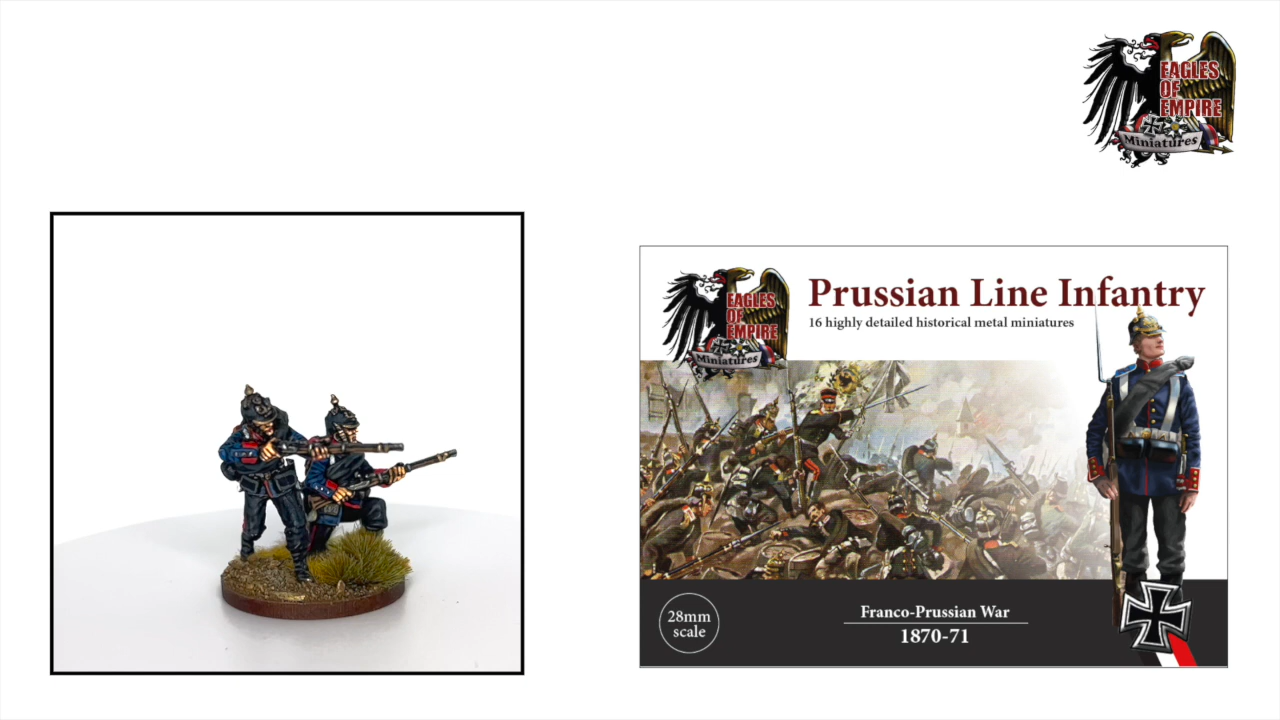 EAGLES
OF
EMPIRE
Miniatures
EAGLES
OF
EMPIRE
Miniatures
Prussian Line Infantry
16 highly detailed historical metal miniatures
28mm
scale
Franco-Prussian War
1870-71